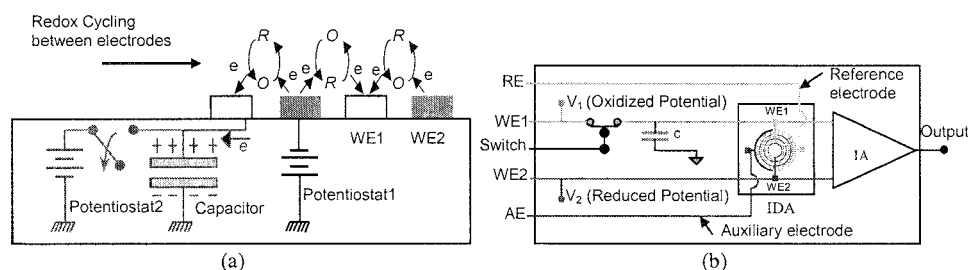 Redox Cycling
between electrodes
R
O
R
e
e
e
e
O
R
O
WE1
WE2
+ + + +
e
Potentiostat2
Capacitor
Potentiostat1
(a)
RE
Reference
electrode
V1 (Oxidized Potential)
WE1
WE1
c
Switch
IA
Output
WE2
WE2
V2 (Reduced Potential)
IDA
AE
Auxiliary electrode
(b)